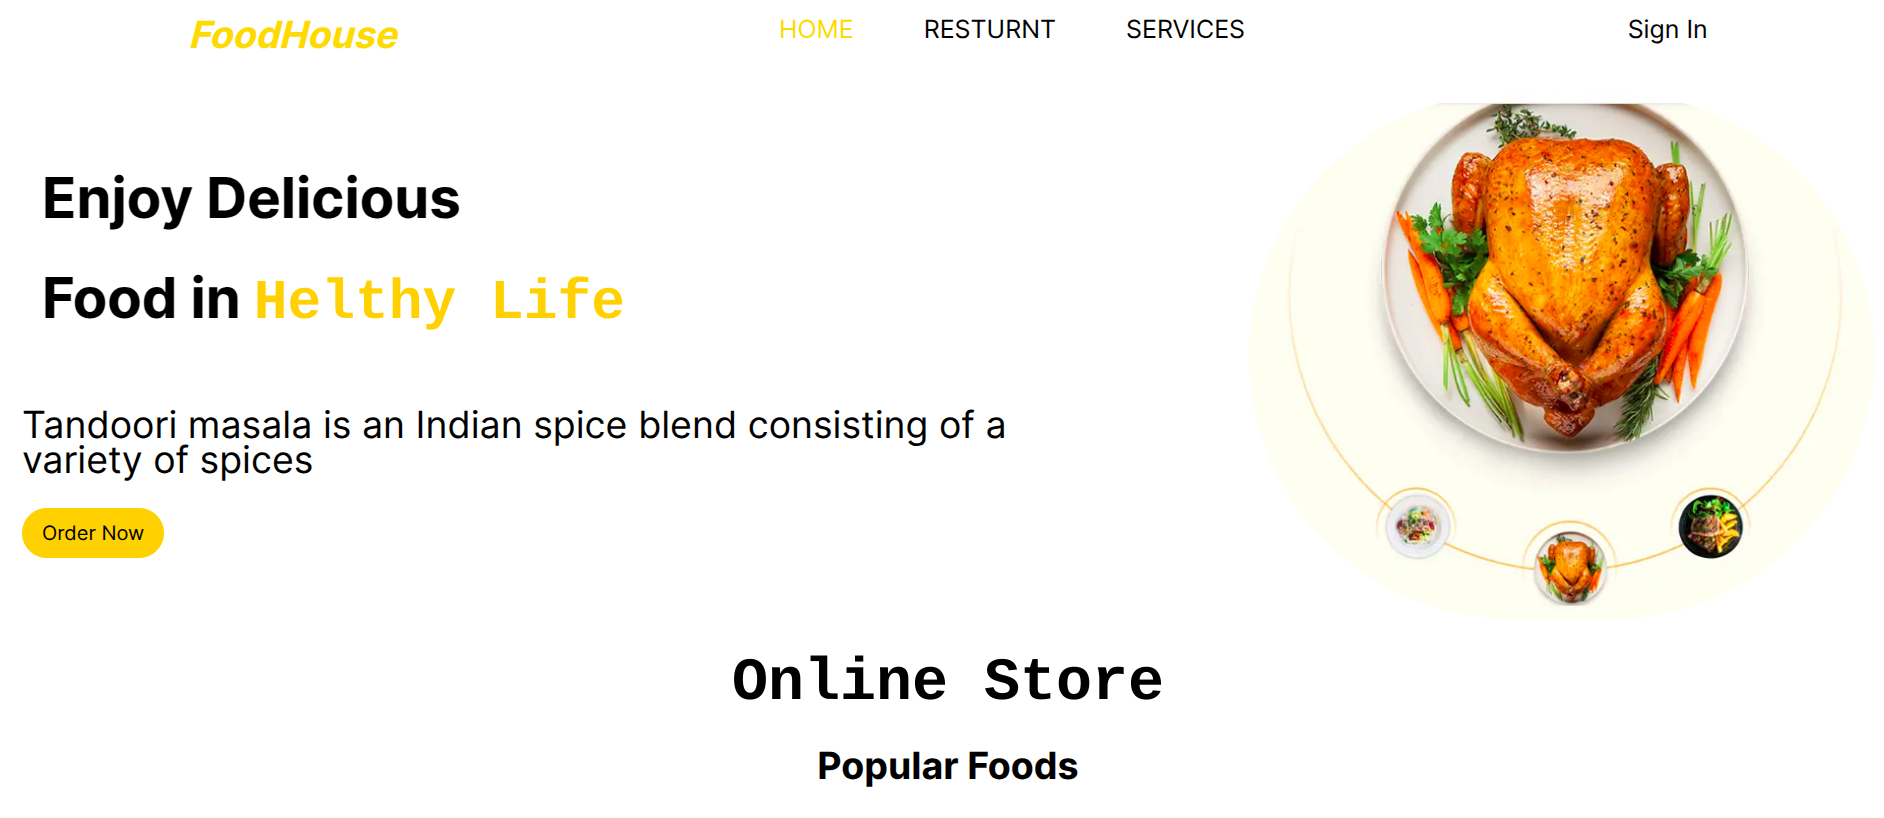 FoodHouse
HOME RESTURNT SERVICES
Sign In
Enjoy Delicious
Food in Helthy Life
Tandoori masala is an Indian spice blend consisting of a
variety of spices
Order Now
Online Store
Popular Foods